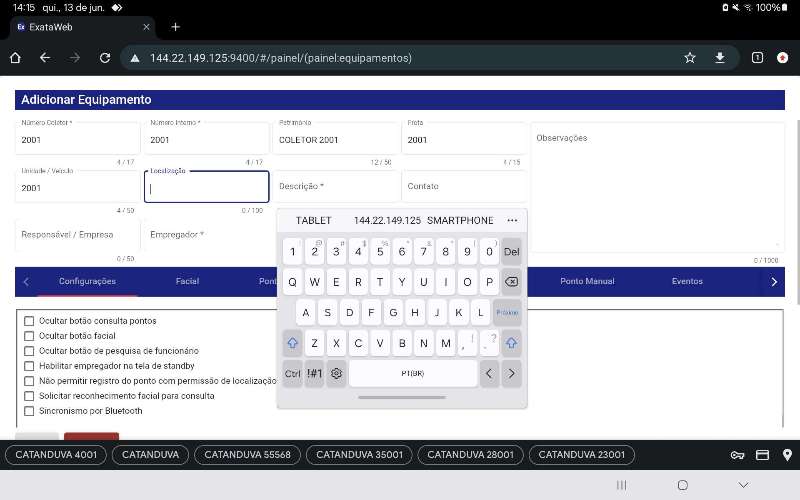 14:15 qui., 13 de jun. 100%
Ex ExataWeb
144.22.149.125:9400/#/painel/(painel:equipamentos) 1
Adicionar Equipamento
Número Coletor * Número Interno * Patrimônio Frota
2001 2001 COLETOR 2001 2001 Observações
4 / 17 4 / 17 12 / 50 4 / 15
Unidade / Veículo Localização
2001 Descrição * Contato
4 / 50 0 / 100
Responsável / Empresa Empregador *
0 / 50 0 / 1000
TABLET 144.22.149.125 SMARTPHONE ...
1 2 3 4 5 6 7 8 9 0 Del
Q W E R T Y U I O P
A S D F G H J K L Próximo
Z X C V B N M , ! . ?
Ctrl !#1 PT(BR) < >
Configurações Facial Pont Ponto Manual Eventos
Ocultar botão consulta pontos
Ocultar botão facial
Ocultar botão de pesquisa de funcionário
Habilitar empregador na tela de standby
Não permitir registro do ponto com permissão de localização
Solicitar reconhecimento facial para consulta
Sincronismo por Bluetooth
CATANDUVA 4001 CATANDUVA CATANDUVA 55568 CATANDUVA 35001 CATANDUVA 28001 CATANDUVA 23001